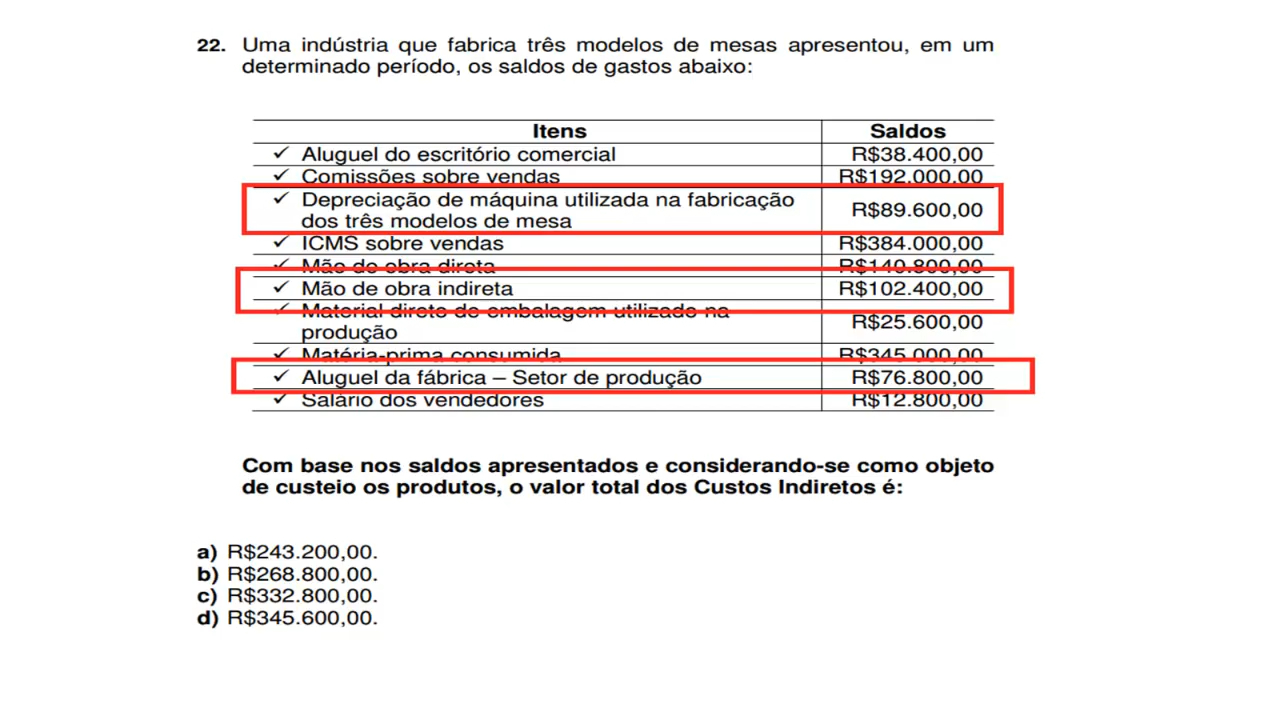 22. Uma indústria que fabrica três modelos de mesas apresentou, em um
determinado período, os saldos de gastos abaixo:
Itens Saldos
✓ Aluguel do escritório comercial R$38.400,00
✓ Comissões sobre vendas R$192.000,00
✓ Depreciação de máquina utilizada na fabricação
dos três modelos de mesa R$89.600,00
✓ ICMS sobre vendas R$384.000,00
✓ Mão de obra direta R$140.800,00
✓ Mão de obra indireta R$102.400,00
✓ Material direto de embalagem utilizado na
produção R$25.600,00
✓ Matéria-prima consumida R$345.000,00
✓ Aluguel da fábrica – Setor de produção R$76.800,00
✓ Salário dos vendedores R$12.800,00
Com base nos saldos apresentados e considerando-se como objeto
de custeio os produtos, o valor total dos Custos Indiretos é:
a) R$243.200,00.
b) R$268.800,00.
c) R$332.800,00.
d) R$345.600,00.